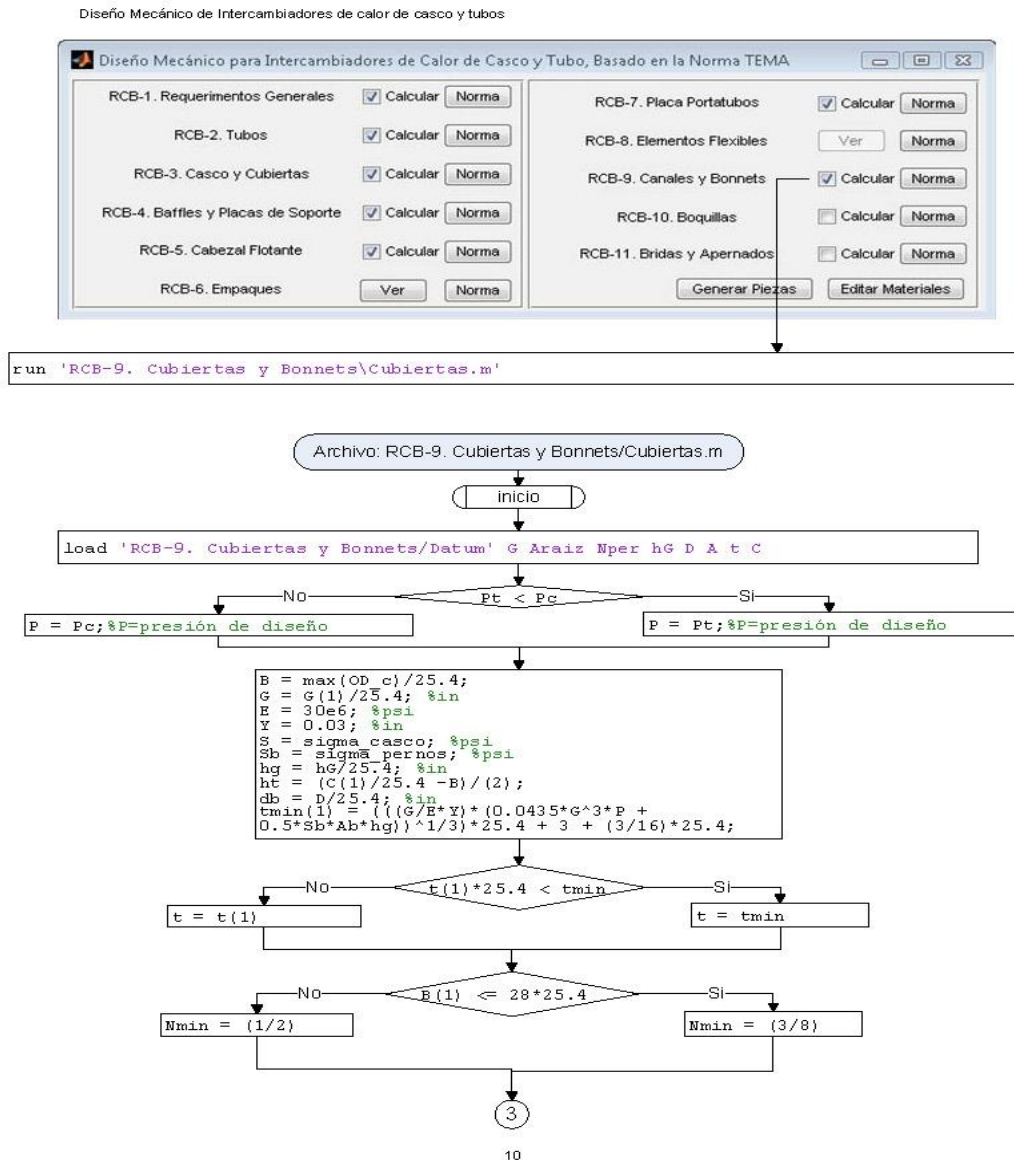 Diseño Mecánico de Intercambiadores de calor de casco y tubos
Diseño Mecánico para Intercambiadores de Calor de Casco y Tubo, Basado en la Norma TEMA
RCB-1. Requerimentos Generales Calcular Norma
RCB-2. Tubos Calcular Norma
RCB-3. Casco y Cubiertas Calcular Norma
RCB-4. Baffles y Placas de Soporte Calcular Norma
RCB-5. Cabezal Flotante Calcular Norma
RCB-6. Empaques Ver Norma
RCB-7. Placa Portatubos Calcular Norma
RCB-8. Elementos Flexibles Ver Norma
RCB-9. Canales y Bonnets Calcular Norma
RCB-10. Boquillas Calcular Norma
RCB-11. Bridas y Apernados Calcular Norma
Generar Piezas Editar Materiales
run 'RCB-9. Cubiertas y Bonnets\Cubiertas.m'
Archivo: RCB-9. Cubiertas y Bonnets/Cubiertas.m
inicio
load 'RCB-9. Cubiertas y Bonnets/Datum' G Araiz Nper hG D A t C
No Pt < Pc Si
P = Pc;%P=presión de diseño
P = Pt;%P=presión de diseño
B = max(OD_c)/25.4;
G = G(1)/25.4; %in
E = 30e6; %psi
Y = 0.03; %in
S = sigma_casco; %psi
Sb = sigma_pernos; %psi
hg = hG/25.4; %in
ht = (C(1)/25.4 -B)/(2);
db = D/25.4; %in
tmin(1) = (((G/E*Y)*(0.0435*G^3*P +
0.5*Sb*Ab*hg))^1/3)*25.4 + 3 + (3/16)*25.4;
No t(1)*25.4 < tmin Si
t = t(1)
t = tmin
No B(1) <= 28*25.4 Si
Nmin = (1/2)
Nmin = (3/8)
3
10